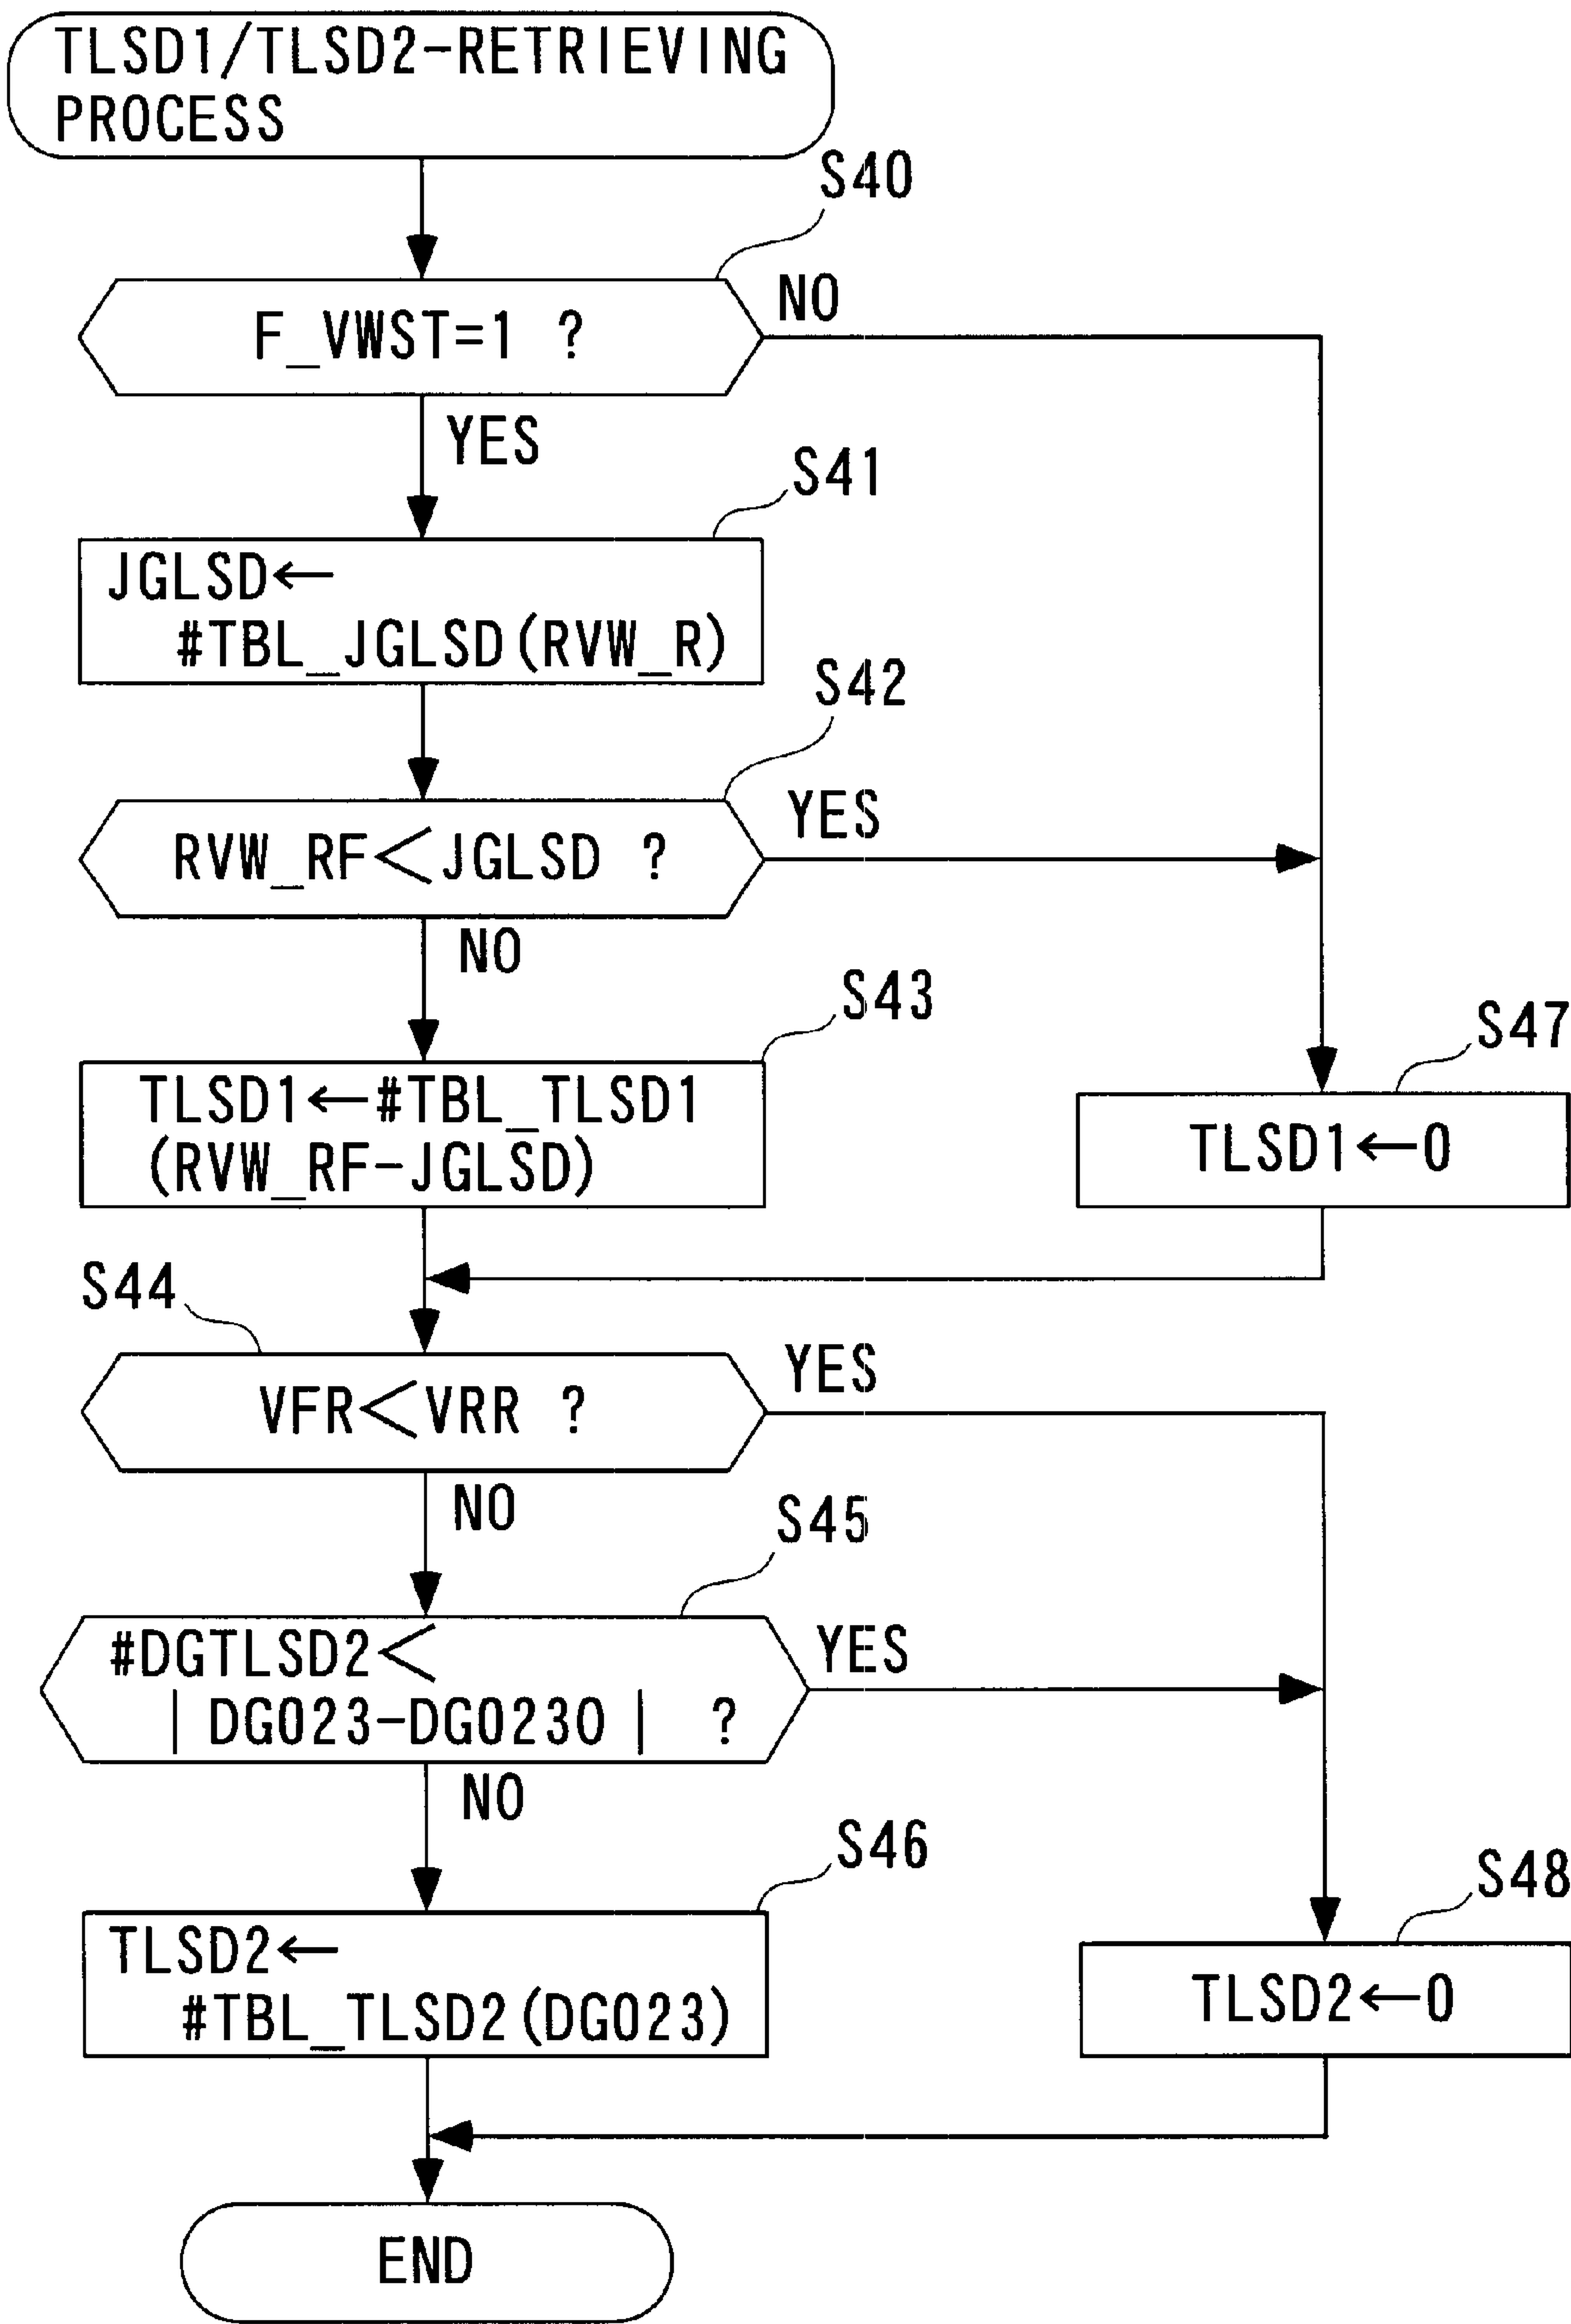 TLSD1/TLSD2-RETRIEVING
PROCESS
S40
F_VWST=1 ?
NO
YES
S41
JGLSD←
#TBL_JGLSD(RVW_R)
S42
RVW_RF<JGLSD ?
YES
NO
S43
TLSD1←#TBL_TLSD1
(RVW_RF-JGLSD)
S47
TLSD1←0
S44
VFR<VRR ?
YES
NO
S45
#DGTLSD2<
| DG023-DG0230 | ?
YES
NO
S46
TLSD2←
#TBL_TLSD2(DG023)
S48
TLSD2←0
END